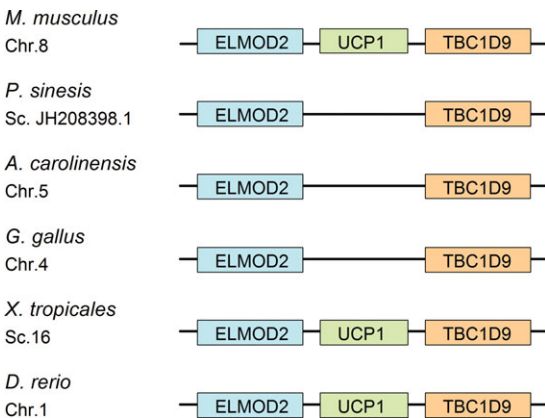 M. musculus
Chr.8
ELMOD2 UCP1 TBC1D9
P. sinesis
Sc. JH208398.1
ELMOD2 TBC1D9
A. carolinensis
Chr.5
ELMOD2 TBC1D9
G. gallus
Chr.4
ELMOD2 TBC1D9
X. tropicales
Sc.16
ELMOD2 UCP1 TBC1D9
D. rerio
Chr.1
ELMOD2 UCP1 TBC1D9